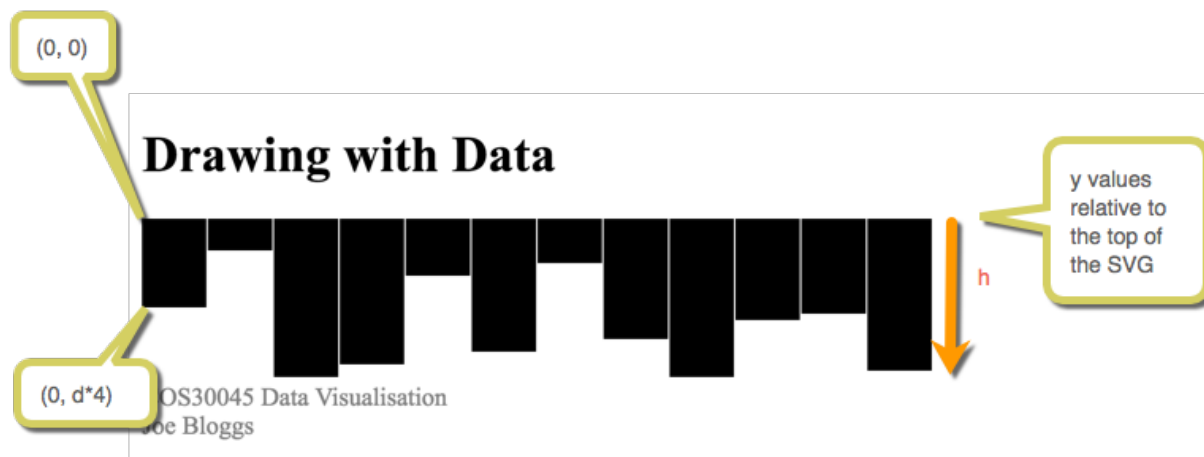 (0, 0)
Drawing with Data
y values
relative to
the top of
the SVG
h
(0, d*4)
OS30045 Data Visualisation
Joe Bloggs